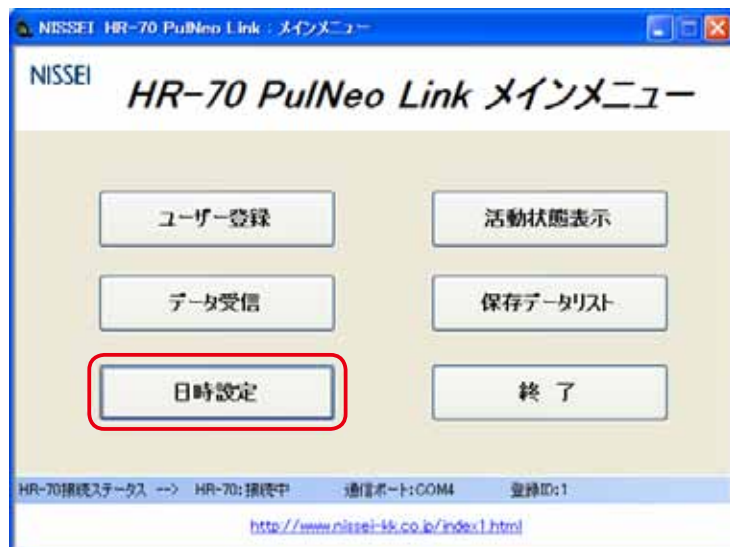 NISSEI HR-70 PulNeo Link : メインメニュー
NISSEI
HR-70 PulNeo Link メインメニュー
ユーザー登録
活動状態表示
データ受信
保存データリスト
日時設定
終 了
HR-70接続ステータス --> HR-70:接続中 通信ポート:COM4 登録ID:1
http://www.nissei-kk.co.jp/index1.html